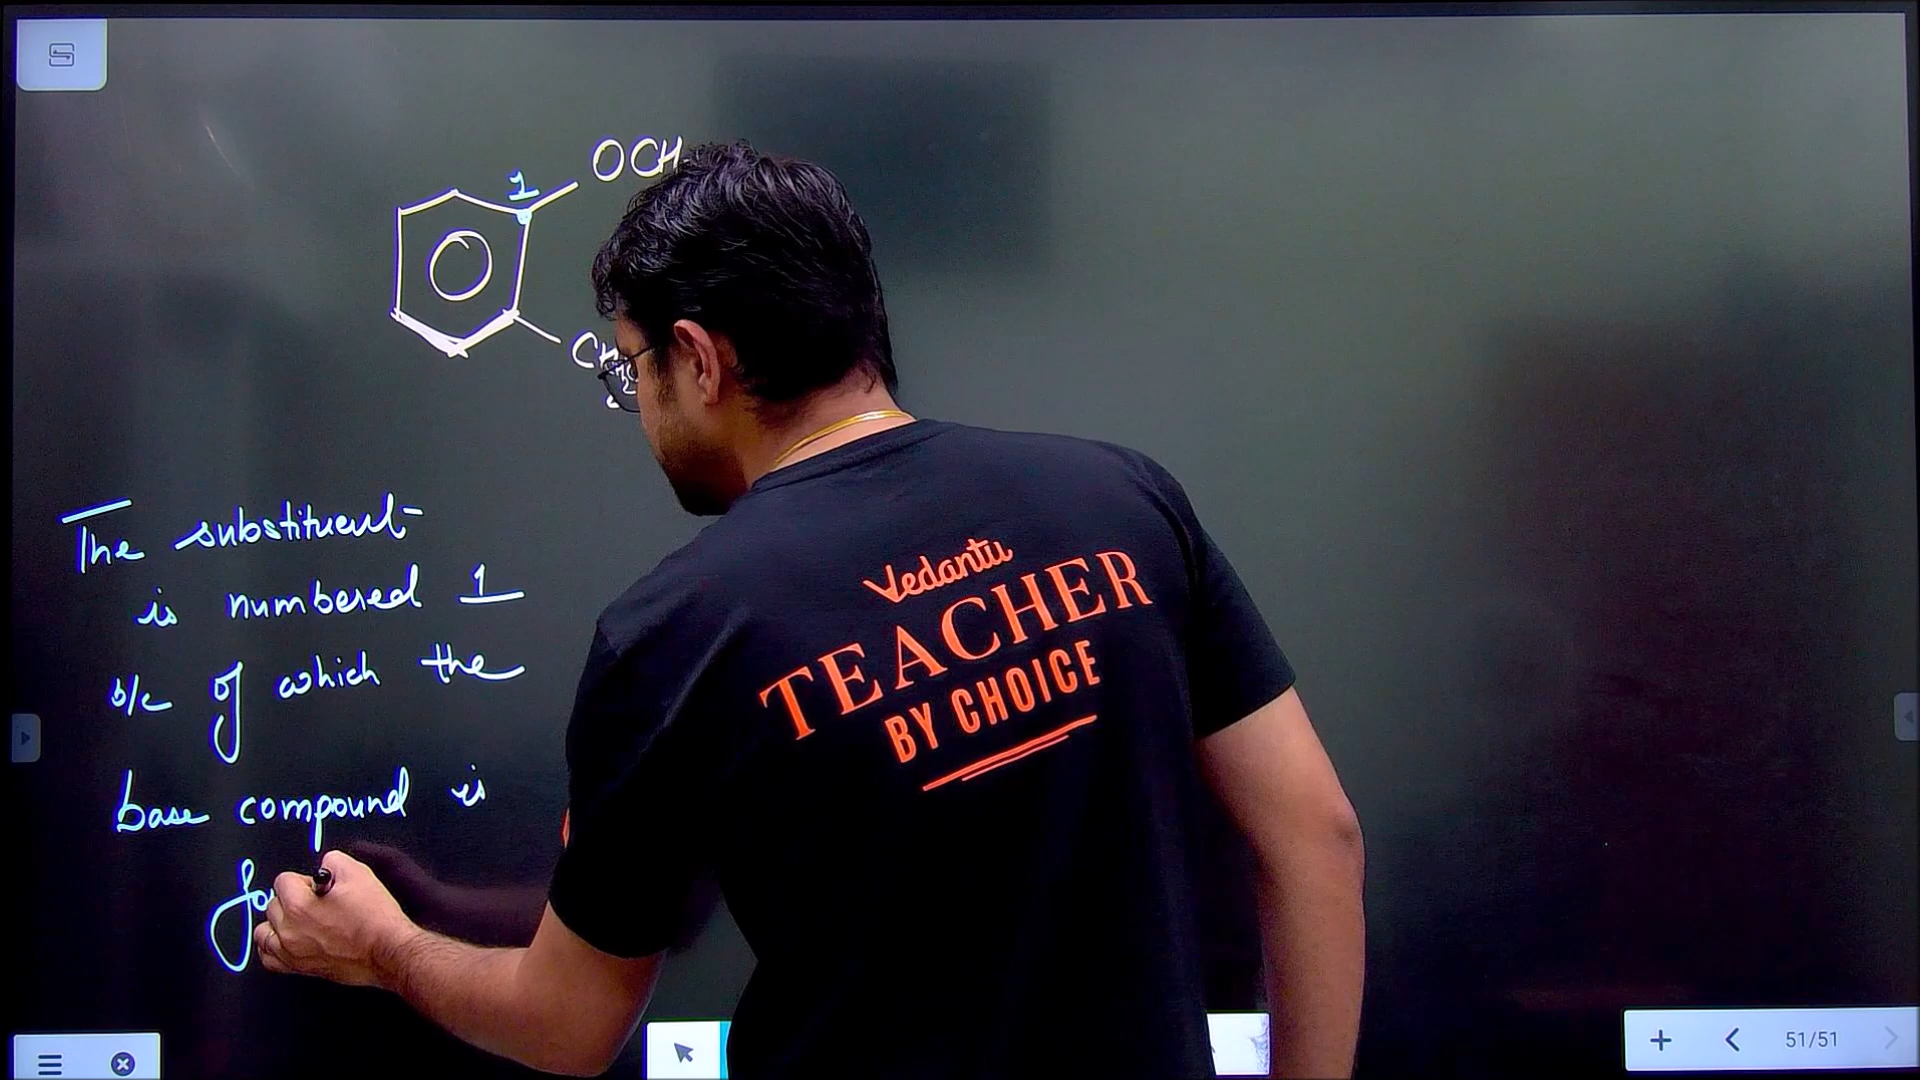 OCH
1
CH
The substituent
is numbered 1
b/c of which the
base compound is
Vedantu
TEACHER
BY CHOICE
51/51